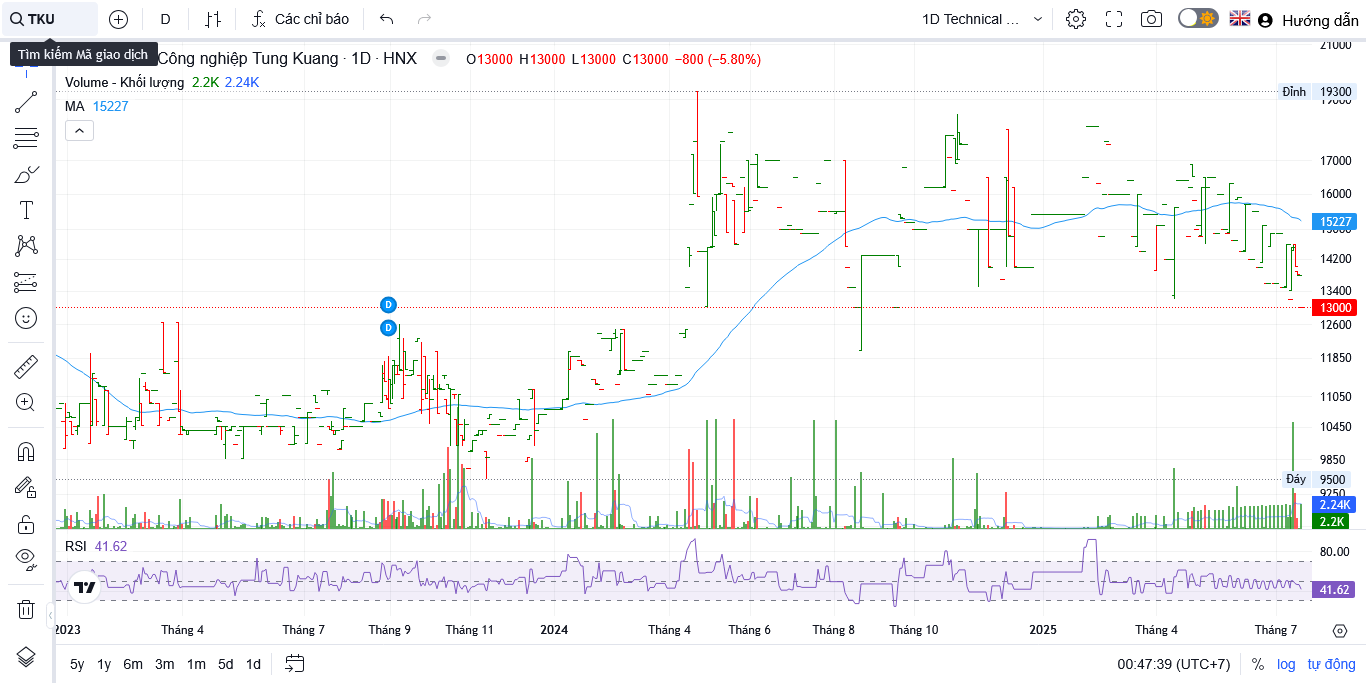 TKU
D
Các chỉ báo
1D Technical ...
Hướng dẫn
Tìm kiếm Mã giao dịch
Công nghiệp Tung Kuang · 1D · HNX
O13000 H13000 L13000 C13000 −800 (−5.80%)
Volume - Khối lượng 2.2K 2.24K
MA 15227
21000
Đỉnh 19300
19000
17000
16000
15227
15000
14200
13400
D
13000
D
12600
11850
11050
10450
9850
Đáy 9500
9250
2.24K
2.2K
RSI 41.62
80.00
41.62
2023 Tháng 4 Tháng 7 Tháng 9 Tháng 11 2024 Tháng 4 Tháng 6 Tháng 8 Tháng 10 2025 Tháng 4 Tháng 7
5y 1y 6m 3m 1m 5d 1d
00:47:39 (UTC+7) % log tự động